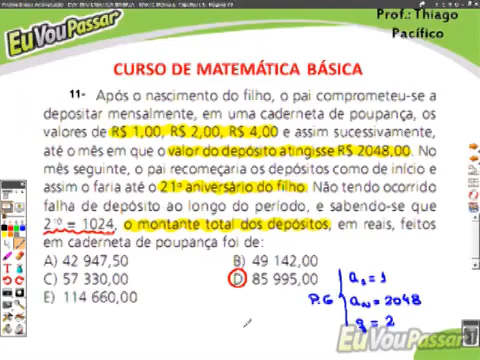 Prof.: Thiago
Pacífico
EuVouPassar
CURSO DE MATEMÁTICA BÁSICA
11- Após o nascimento do filho, o pai comprometeu-se a
depositar mensalmente, em uma caderneta de poupança, os
valores de R$ 1,00, R$ 2,00, R$ 4,00 e assim sucessivamente,
até o mês em que o valor do depósito atingisse R$ 2048,00. No
mês seguinte, o pai recomeçaria os depósitos como de início e
assim o faria até o 21º aniversário do filho. Não tendo ocorrido
falha de depósito ao longo do período, e sabendo-se que
2¹⁰ = 1024, o montante total dos depósitos, em reais, feitos
em caderneta de poupança foi de:
A) 42 947,50 B) 49 142,00
C) 57 330,00 D) 85 995,00
E) 114 660,00
P.G
a₁ = 1
aₙ = 2048
q = 2
EuVouPassar